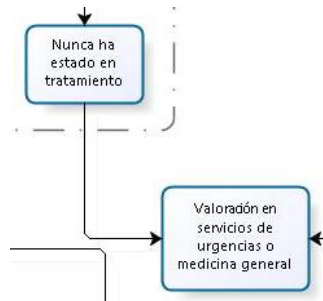 Nunca ha
estado en
tratamiento
Valoración en
servicios de
urgencias o
medicina general